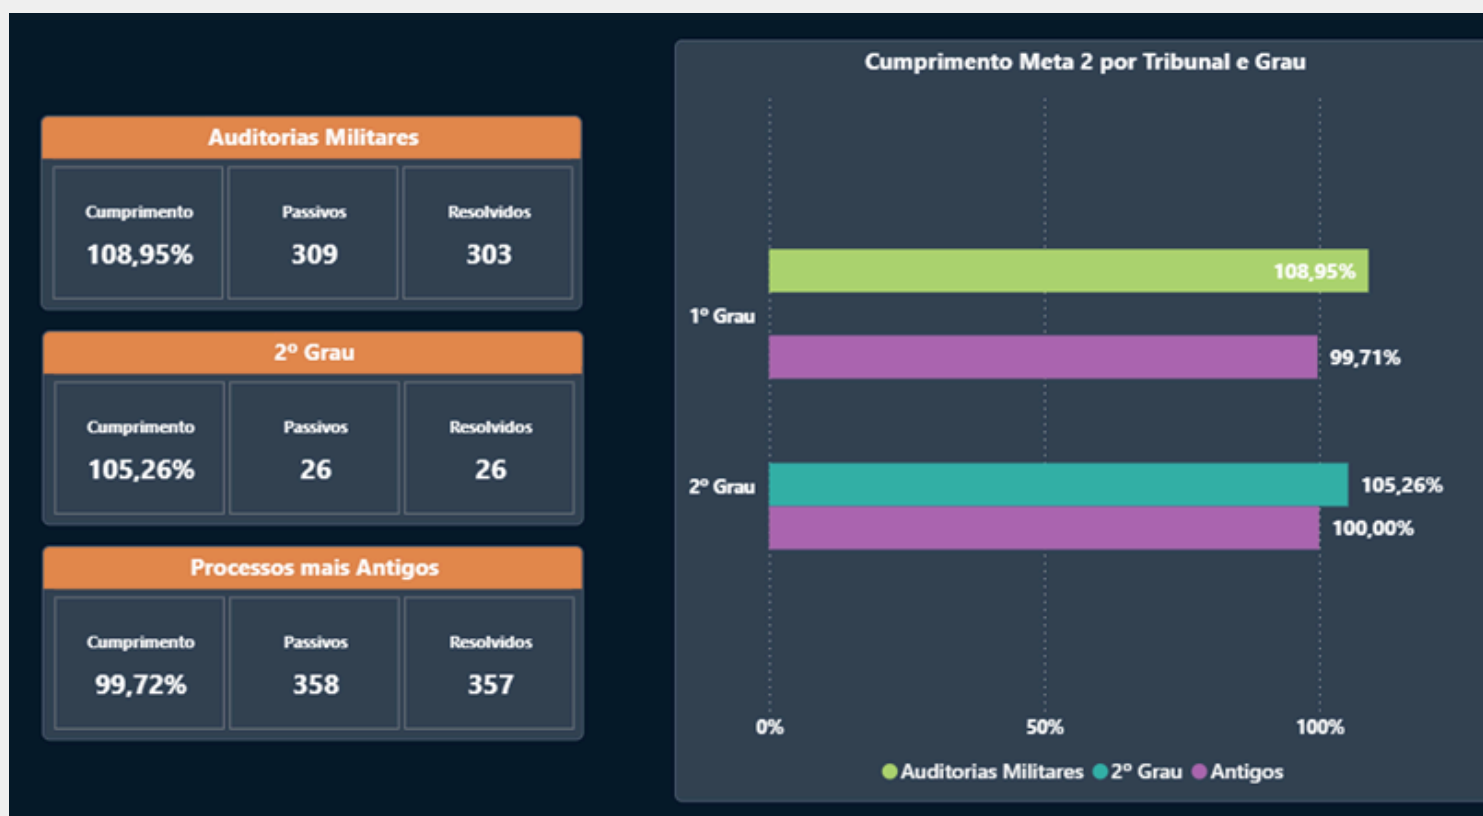 Auditorias Militares
Cumprimento Passivos Resolvidos
108,95% 309 303
2º Grau
Cumprimento Passivos Resolvidos
105,26% 26 26
Processos mais Antigos
Cumprimento Passivos Resolvidos
99,72% 358 357
Cumprimento Meta 2 por Tribunal e Grau
108,95%
1º Grau
99,71%
2º Grau
105,26%
100,00%
0% 50% 100%
Auditorias Militares 2º Grau Antigos